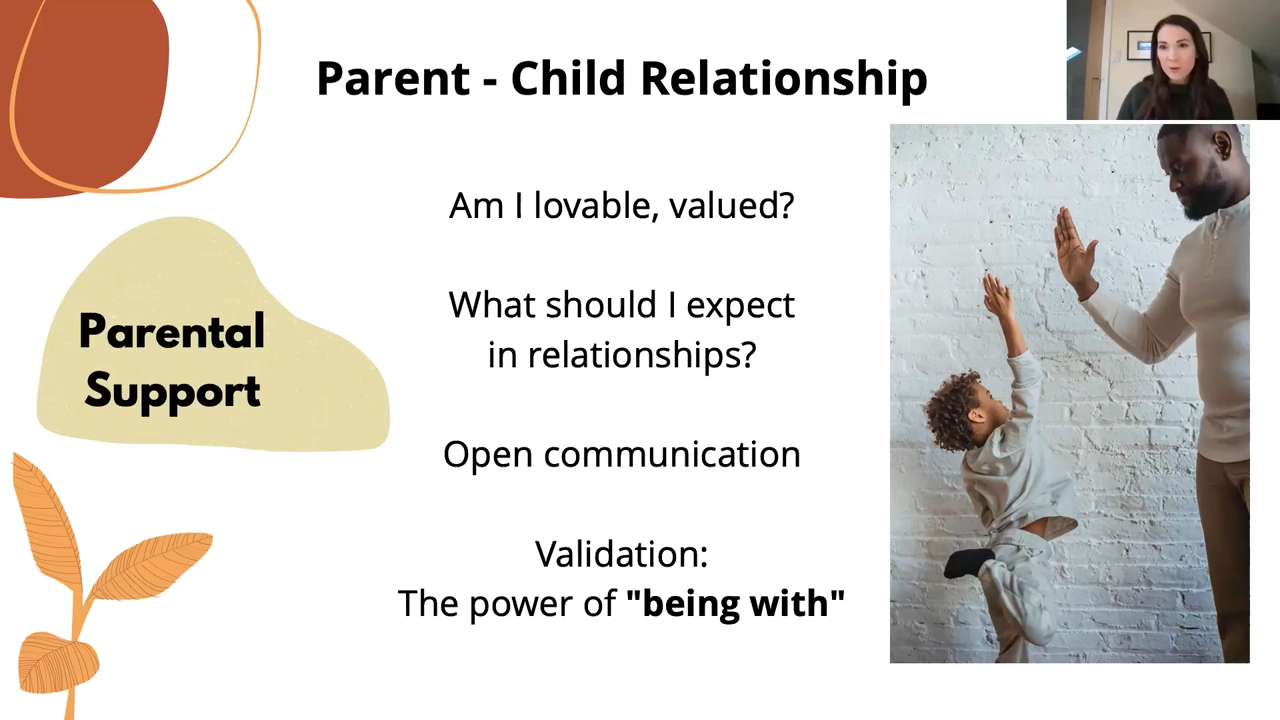 Parent - Child Relationship
Am I lovable, valued?
What should I expect
in relationships?
Parental
Support
Open communication
Validation:
The power of "being with"